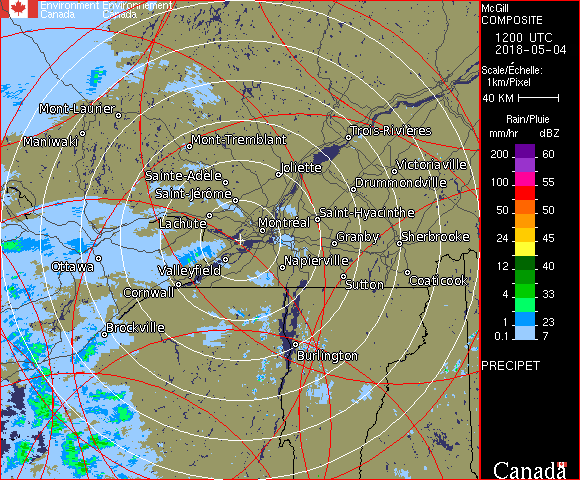 Environment Environnement
Canada Canada
McGill
COMPOSITE
1200 UTC
2018-05-04
Scale/Échelle:
1km/Pixel
40 KM
Rain/Pluie
mm/hr dBZ
200 60
155 55
100 55
50 50
24 45
12 40
4 33
1 23
0.1 7
PRECIPET
Canada
Mont-Laurier
Maniwaki
Mont-Tremblant
Trois-Rivières
Joliette
Victoriaville
Sainte-Adèle
Drummondville
Saint-Jérôme
Lachute
Saint-Hyacinthe
Montréal
Granby
Sherbrooke
Ottawa
Valleyfield
Napierville
Cornwall
Sutton
Coaticook
Brockville
Burlington